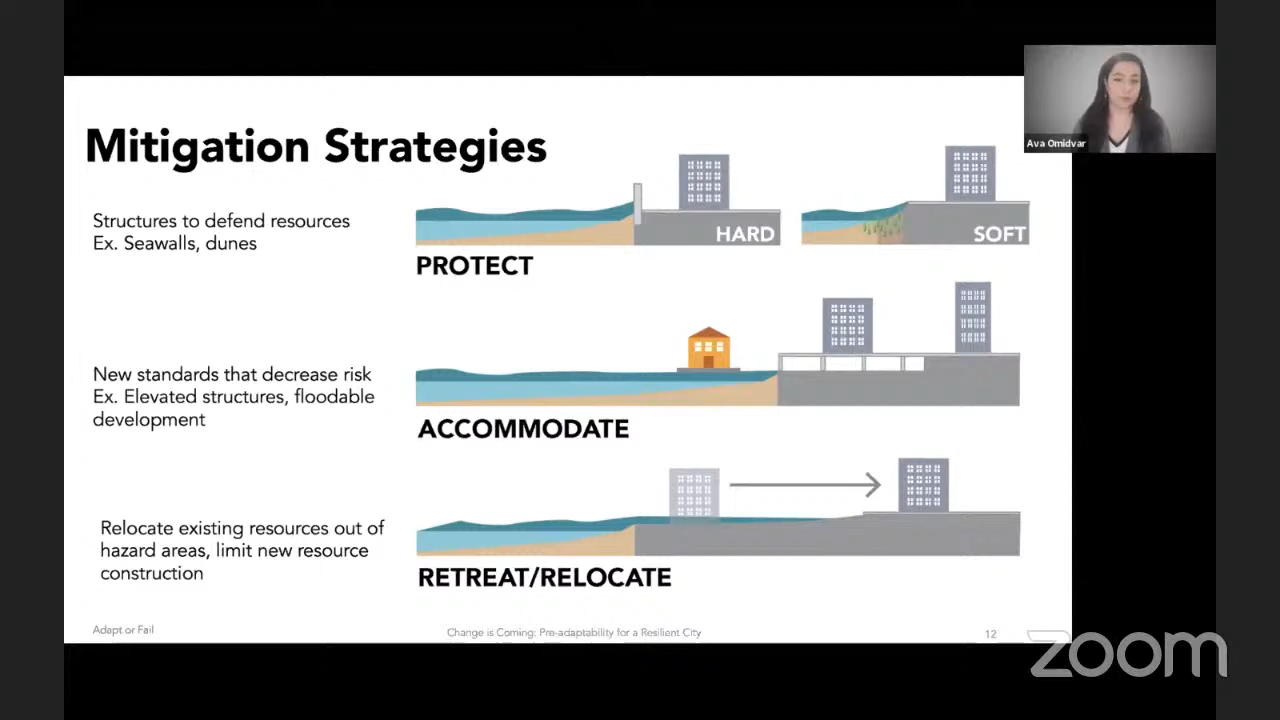 Ava Omidvar
Mitigation Strategies
Structures to defend resources
Ex. Seawalls, dunes
HARD
SOFT
PROTECT
New standards that decrease risk
Ex. Elevated structures, floodable
development
ACCOMMODATE
Relocate existing resources out of
hazard areas, limit new resource
construction
RETREAT/RELOCATE
Adapt or Fail
Change is Coming: Pre-adaptability for a Resilient City
12
zoom